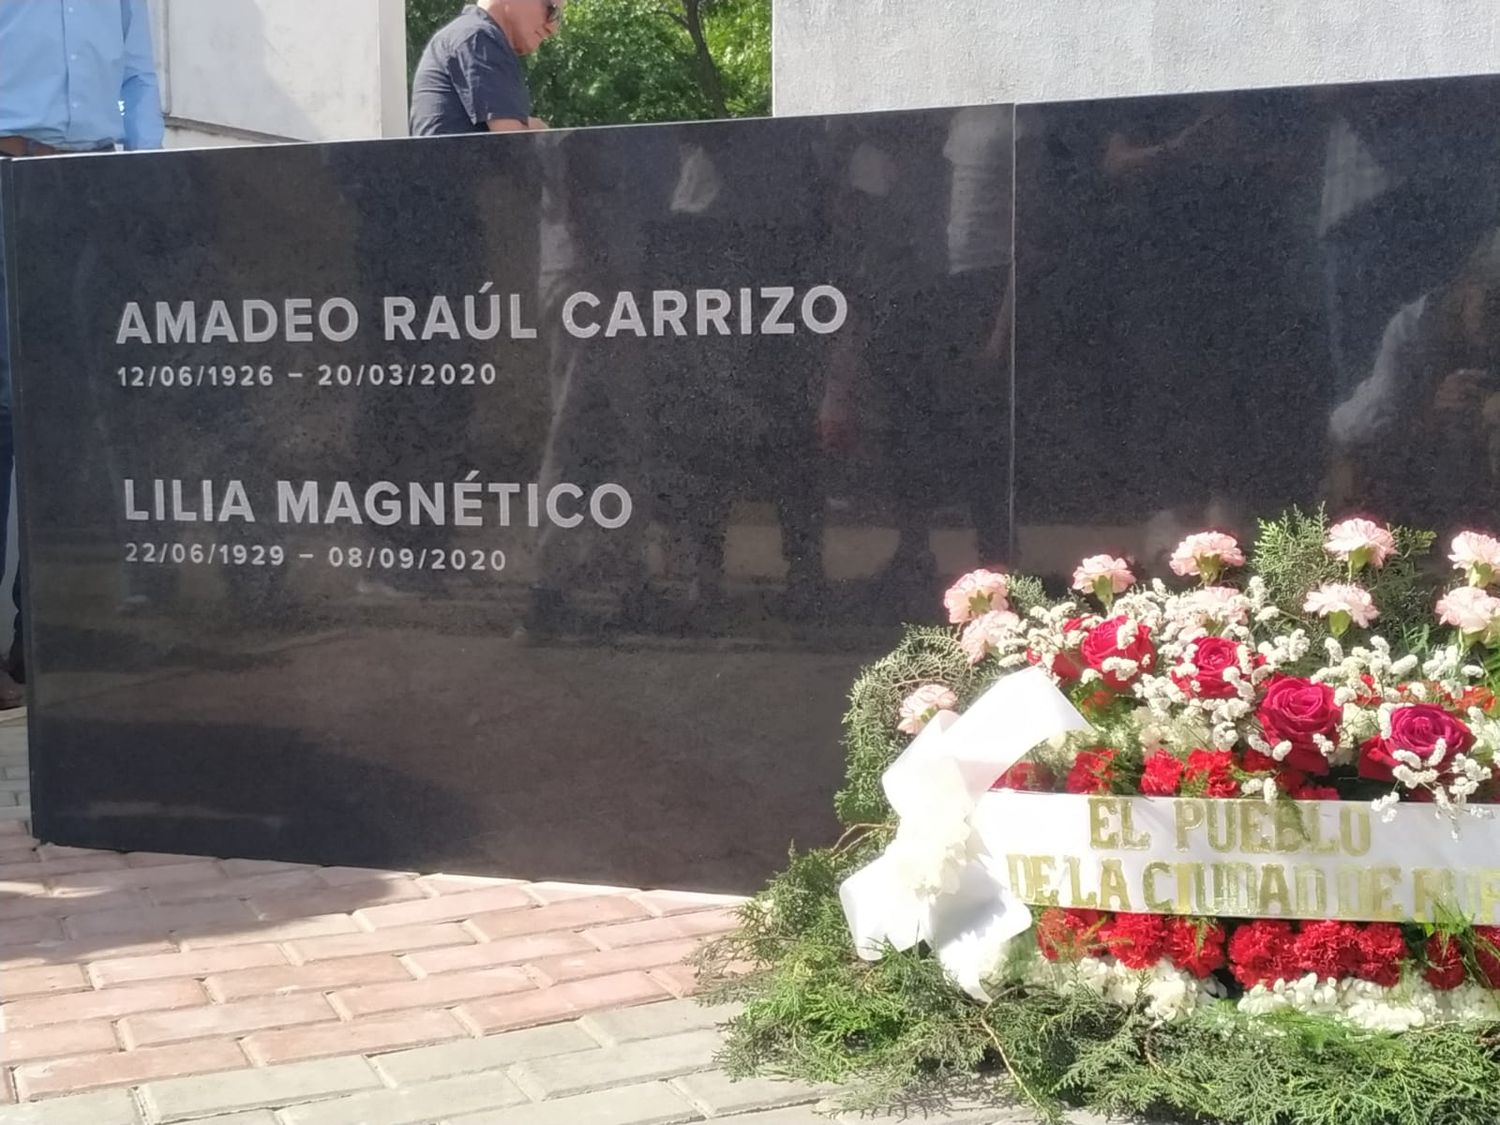 AMADEO RAÚL CARRIZO
12/06/1926 – 20/03/2020
LILIA MAGNÉTICO
22/06/1929 – 08/09/2020
EL PUEBLO
DE LA CIUDAD DE